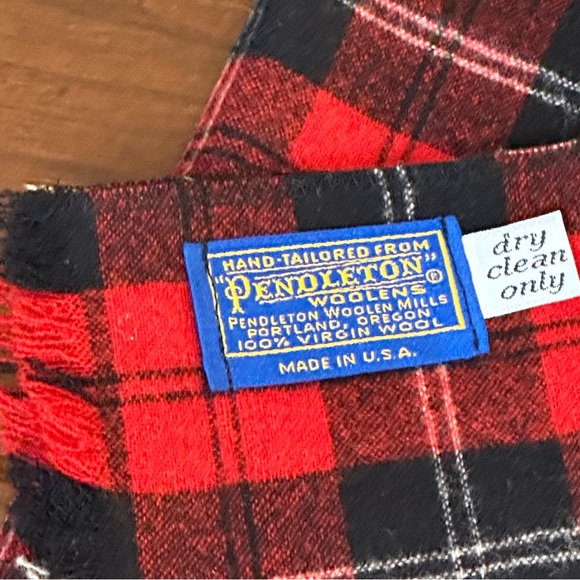 HAND-TAILORED FROM
"PENDLETON"®
WOOLENS
PENDLETON WOOLEN MILLS
PORTLAND, OREGON
100% VIRGIN WOOL
MADE IN U.S.A.
dry
clean
only